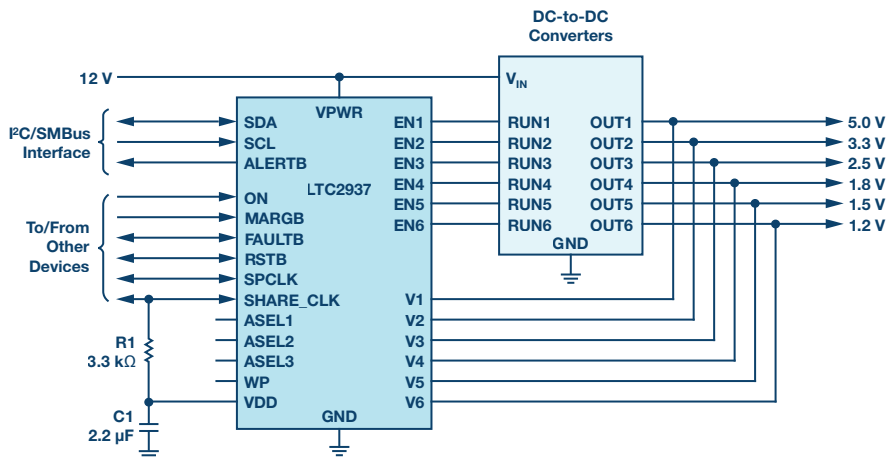 DC-to-DC
Converters
12 V
VIN
VPWR
I²C/SMBus
Interface
SDA
SCL
ALERTB
EN1
EN2
EN3
EN4
EN5
EN6
RUN1
RUN2
RUN3
RUN4
RUN5
RUN6
OUT1
OUT2
OUT3
OUT4
OUT5
OUT6
GND
5.0 V
3.3 V
2.5 V
1.8 V
1.5 V
1.2 V
LTC2937
To/From
Other
Devices
ON
MARGB
FAULTB
RSTB
SPCLK
SHARE_CLK
ASEL1
ASEL2
ASEL3
WP
VDD
V1
V2
V3
V4
V5
V6
GND
R1
3.3 kΩ
C1
2.2 µF